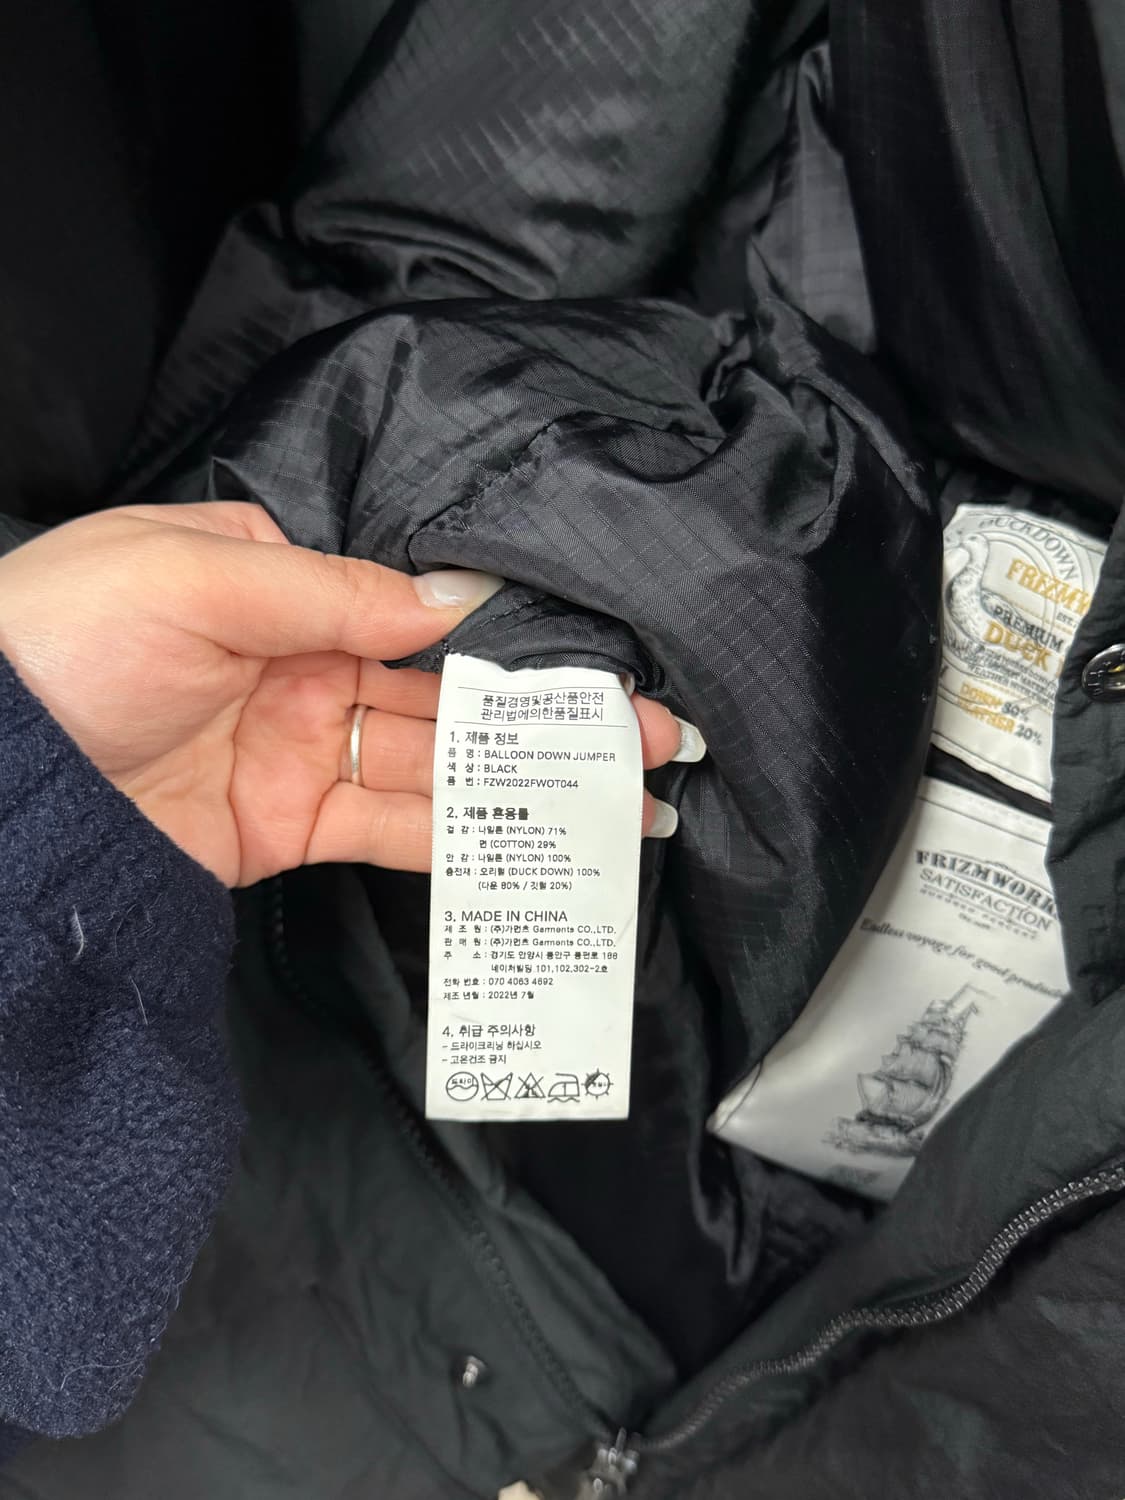 품질경영및공산품안전
관리법에의한품질표시
1. 제품 정보
품 명 : BALLOON DOWN JUMPER
색 상 : BLACK
품 번 : FZW2022FWOT044
2. 제품 혼용률
겉 감 : 나일론 (NYLON) 71%
면 (COTTON) 29%
안 감 : 나일론 (NYLON) 100%
충전재 : 오리털 (DUCK DOWN) 100%
(다운 80% / 깃털 20%)
3. MADE IN CHINA
제 조 원 : (주)가먼츠 Garments CO.,LTD.
판 매 원 : (주)가먼츠 Garments CO.,LTD.
주 소 : 경기도 안양시 동안구 흥안대로
네이처빌딩 101,102,302-2호
전화 번호 : 070 4063 4692
제조 년월 : 2022년 7월
4. 취급 주의사항
- 드라이크리닝 하십시오
- 고온건조 금지
드라이
DUCKDOWN
PREMIUM
DUCK
DOWN 80%
20%
FRIZMWORKS
SATISFACTION
Endless voyage for good